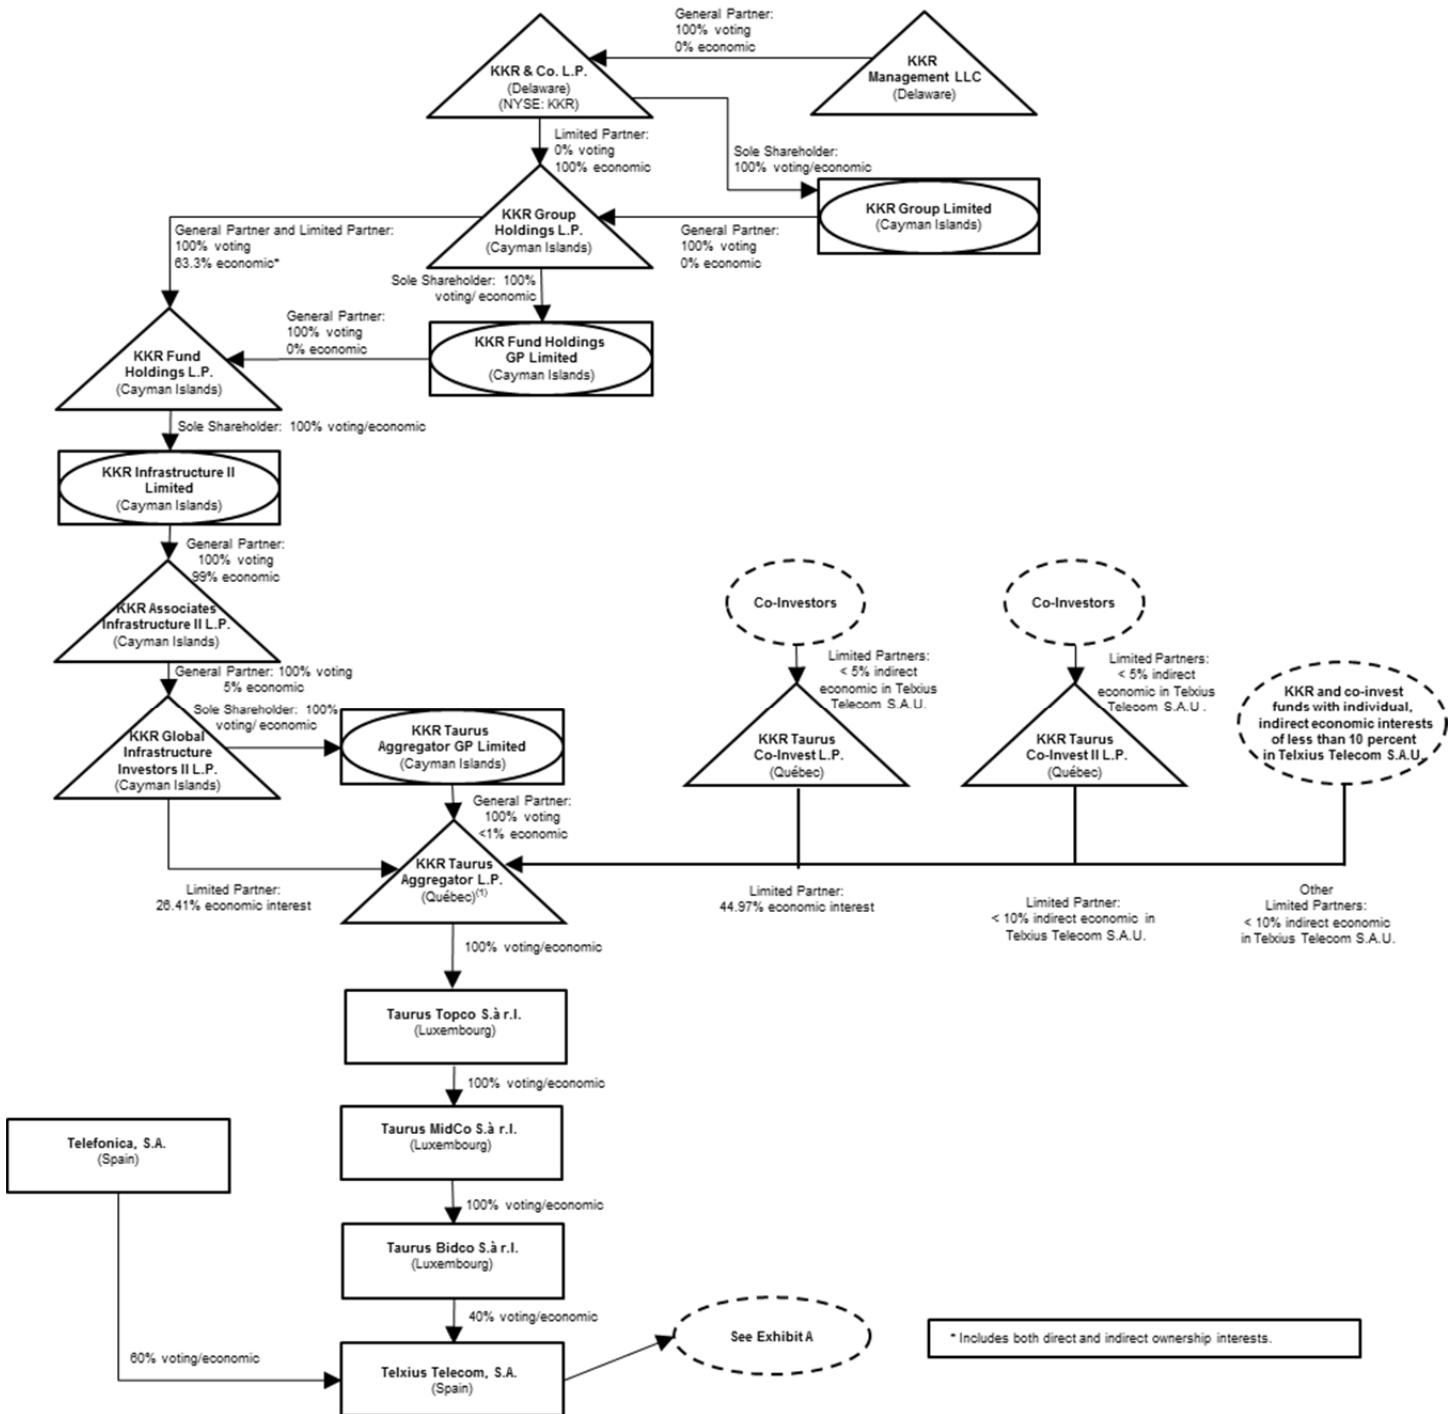 General Partner:
100% voting
0% economic
KKR & Co. L.P.
(Delaware)
(NYSE: KKR)
KKR
Management LLC
(Delaware)
Limited Partner:
0% voting
100% economic
Sole Shareholder:
100% voting/economic
KKR Group
Holdings L.P.
(Cayman Islands)
KKR Group Limited
(Cayman Islands)
General Partner and Limited Partner:
100% voting
63.3% economic*
General Partner:
100% voting
0% economic
Sole Shareholder: 100%
voting/ economic
General Partner:
100% voting
0% economic
KKR Fund
Holdings L.P.
(Cayman Islands)
KKR Fund Holdings
GP Limited
(Cayman Islands)
Sole Shareholder: 100% voting/economic
KKR Infrastructure II
Limited
(Cayman Islands)
General Partner:
100% voting
99% economic
KKR Associates
Infrastructure II L.P.
(Cayman Islands)
Co-Investors
Co-Investors
General Partner: 100% voting
5% economic
Limited Partners:
< 5% indirect
economic in Telxius
Telecom S.A.U.
Limited Partners:
< 5% indirect
economic in Telxius
Telecom S.A.U.
Sole Shareholder: 100%
voting/ economic
KKR Global
Infrastructure
Investors II L.P.
(Cayman Islands)
KKR Taurus
Aggregator GP Limited
(Cayman Islands)
KKR Taurus
Co-Invest L.P.
(Québec)
KKR Taurus
Co-Invest II L.P.
(Québec)
KKR and co-invest
funds with individual,
indirect economic interests
of less than 10 percent
in Telxius Telecom S.A.U.
General Partner:
100% voting
<1% economic
KKR Taurus
Aggregator L.P.
(Québec)(1)
Limited Partner:
26.41% economic interest
Limited Partner:
44.97% economic interest
Limited Partner:
< 10% indirect economic in
Telxius Telecom S.A.U.
Other
Limited Partners:
< 10% indirect economic
in Telxius Telecom S.A.U.
100% voting/economic
Taurus Topco S.à r.l.
(Luxembourg)
100% voting/economic
Taurus MidCo S.à r.l.
(Luxembourg)
Telefonica, S.A.
(Spain)
100% voting/economic
Taurus Bidco S.à r.l.
(Luxembourg)
40% voting/economic
See Exhibit A
* Includes both direct and indirect ownership interests.
60% voting/economic
Telxius Telecom, S.A.
(Spain)